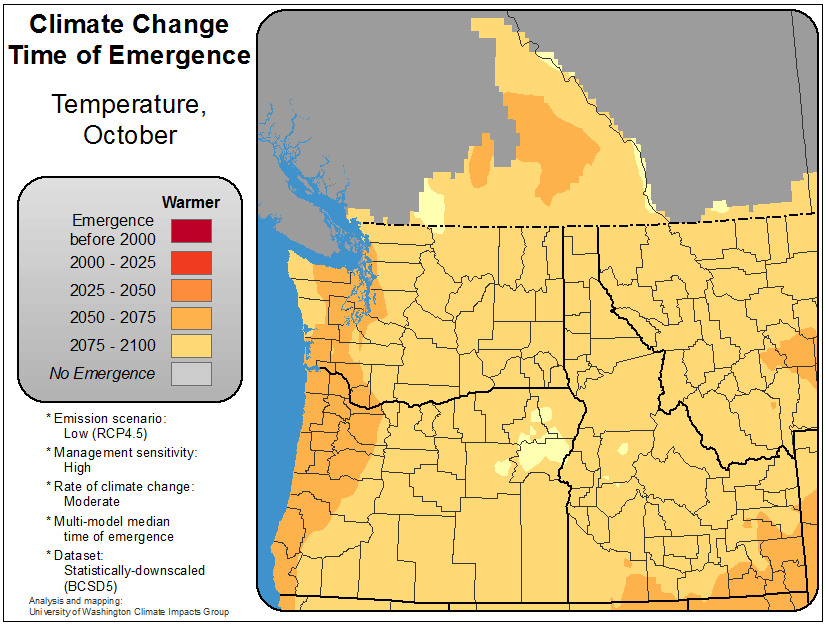 Climate Change
Time of Emergence
Temperature,
October
Warmer
Emergence
before 2000
2000 - 2025
2025 - 2050
2050 - 2075
2075 - 2100
No Emergence
* Emission scenario:
Low (RCP4.5)
* Management sensitivity:
High
* Rate of climate change:
Moderate
* Multi-model median
time of emergence
* Dataset:
Statistically-downscaled
(BCSD5)
Analysis and mapping:
University of Washington Climate Impacts Group